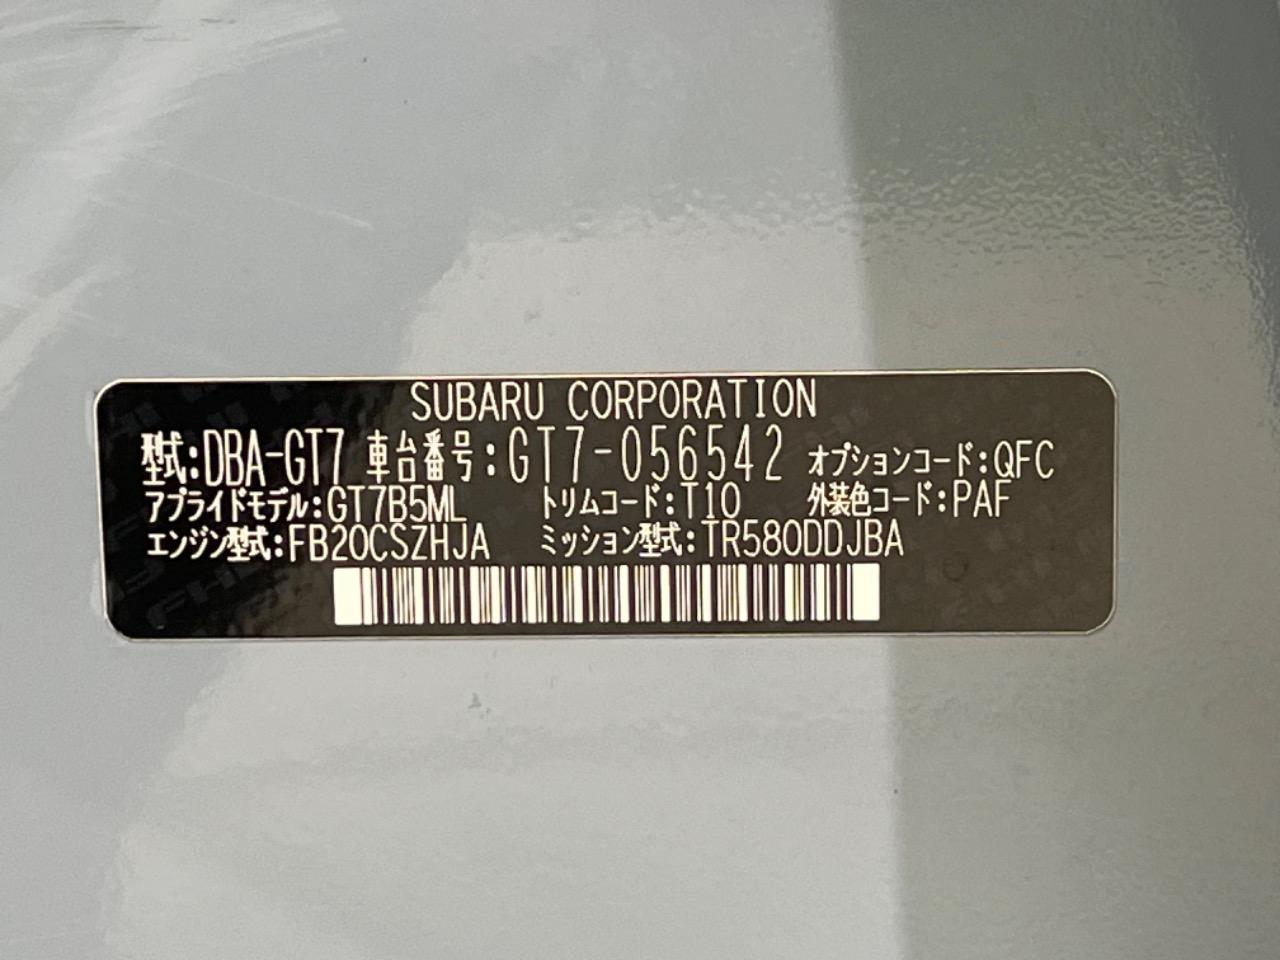 SUBARU CORPORATION
型式:DBA-GT7 車台番号:GT7-056542 オプションコード:QFC
アプライドモデル:GT7B5ML トリムコード:T10 外装色コード:PAF
エンジン型式:FB20CSZHJA ミッション型式:TR580DDJBA